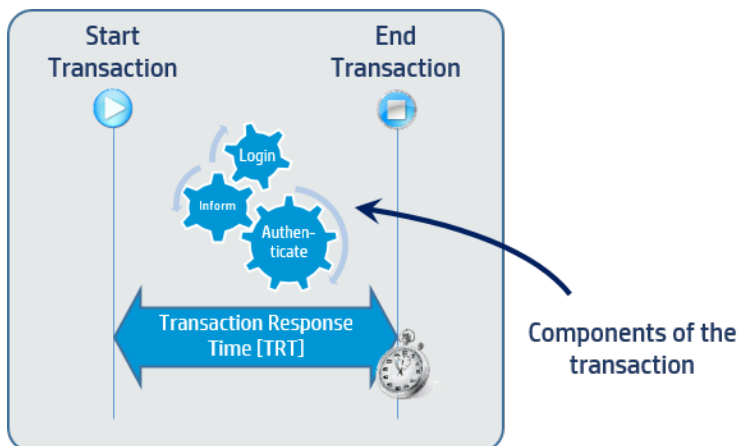 Start
Transaction
End
Transaction
Login
Inform
Authen-
ticate
Transaction Response
Time [TRT]
Components of the
transaction